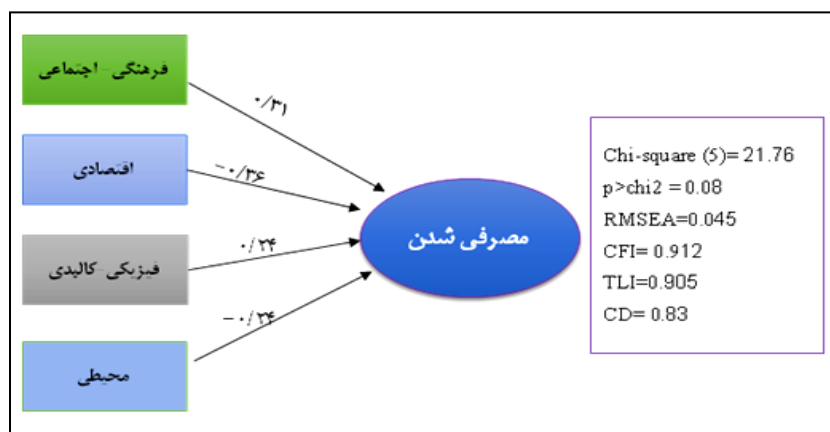 فرهنگی-اجتماعی
۰/۳۱
اقتصادی
-۰/۳۶
فیزیکی-کالبدی
۰/۲۴
محیطی
-۰/۲۴
مصرفی شدن
Chi-square (5)= 21.76
p>chi2 = 0.08
RMSEA=0.045
CFI= 0.912
TLI=0.905
CD= 0.83